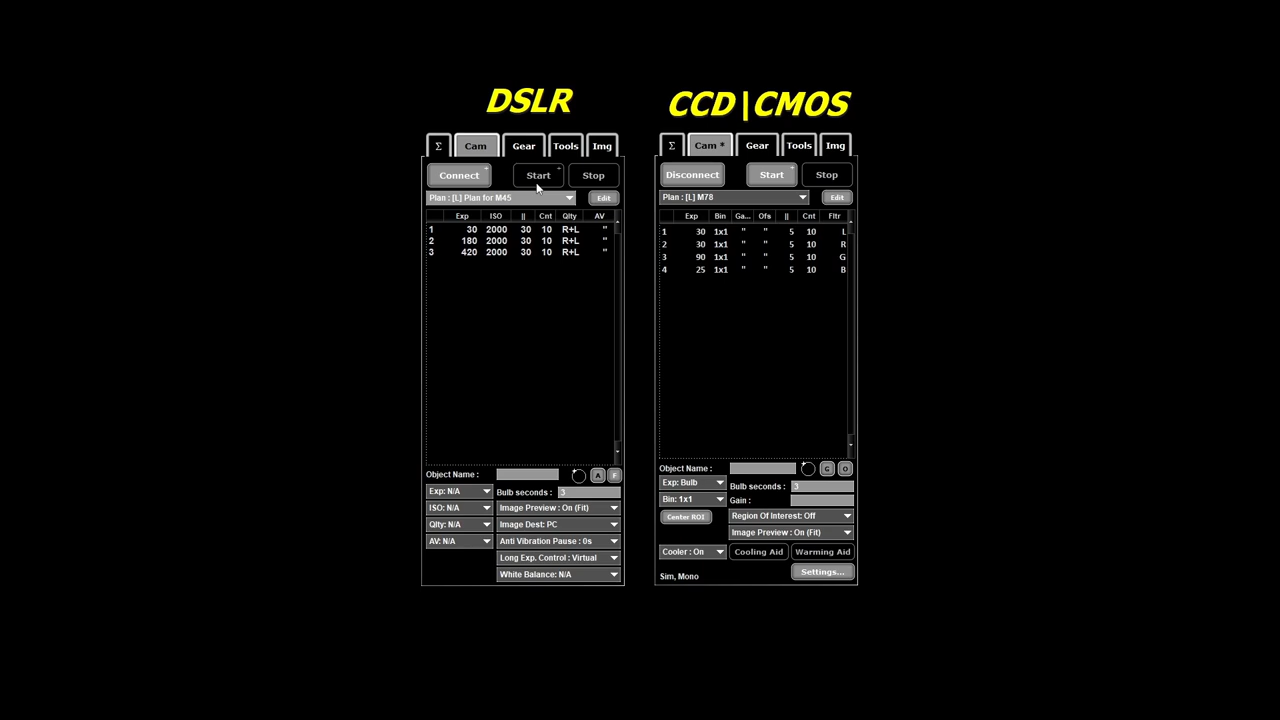 DSLR
Σ Cam Gear Tools Img
Connect + Start + Stop
Plan : [L] Plan for M45 Edit
Exp ISO || Cnt Qlty AV
1 30 2000 30 10 R+L "
2 180 2000 30 10 R+L "
3 420 2000 30 10 R+L "
Object Name : A F
Exp: N/A Bulb seconds : 3
ISO: N/A Image Preview : On (Fit)
Qlty: N/A Image Dest: PC
AV: N/A Anti Vibration Pause : 0s
Long Exp. Control : Virtual
White Balance: N/A
CCD|CMOS
Σ Cam * Gear Tools Img
Disconnect Start + Stop
Plan : [L] M78 Edit
Exp Bin Ga... Ofs || Cnt Fltr
1 30 1x1 " " 5 10 L
2 30 1x1 " " 5 10 R
3 90 1x1 " " 5 10 G
4 25 1x1 " " 5 10 B
Object Name : G O
Exp: Bulb Bulb seconds : 3
Bin: 1x1 Gain :
Center ROI Region Of Interest: Off
Image Preview : On (Fit)
Cooler : On Cooling Aid Warming Aid
Sim, Mono Settings...